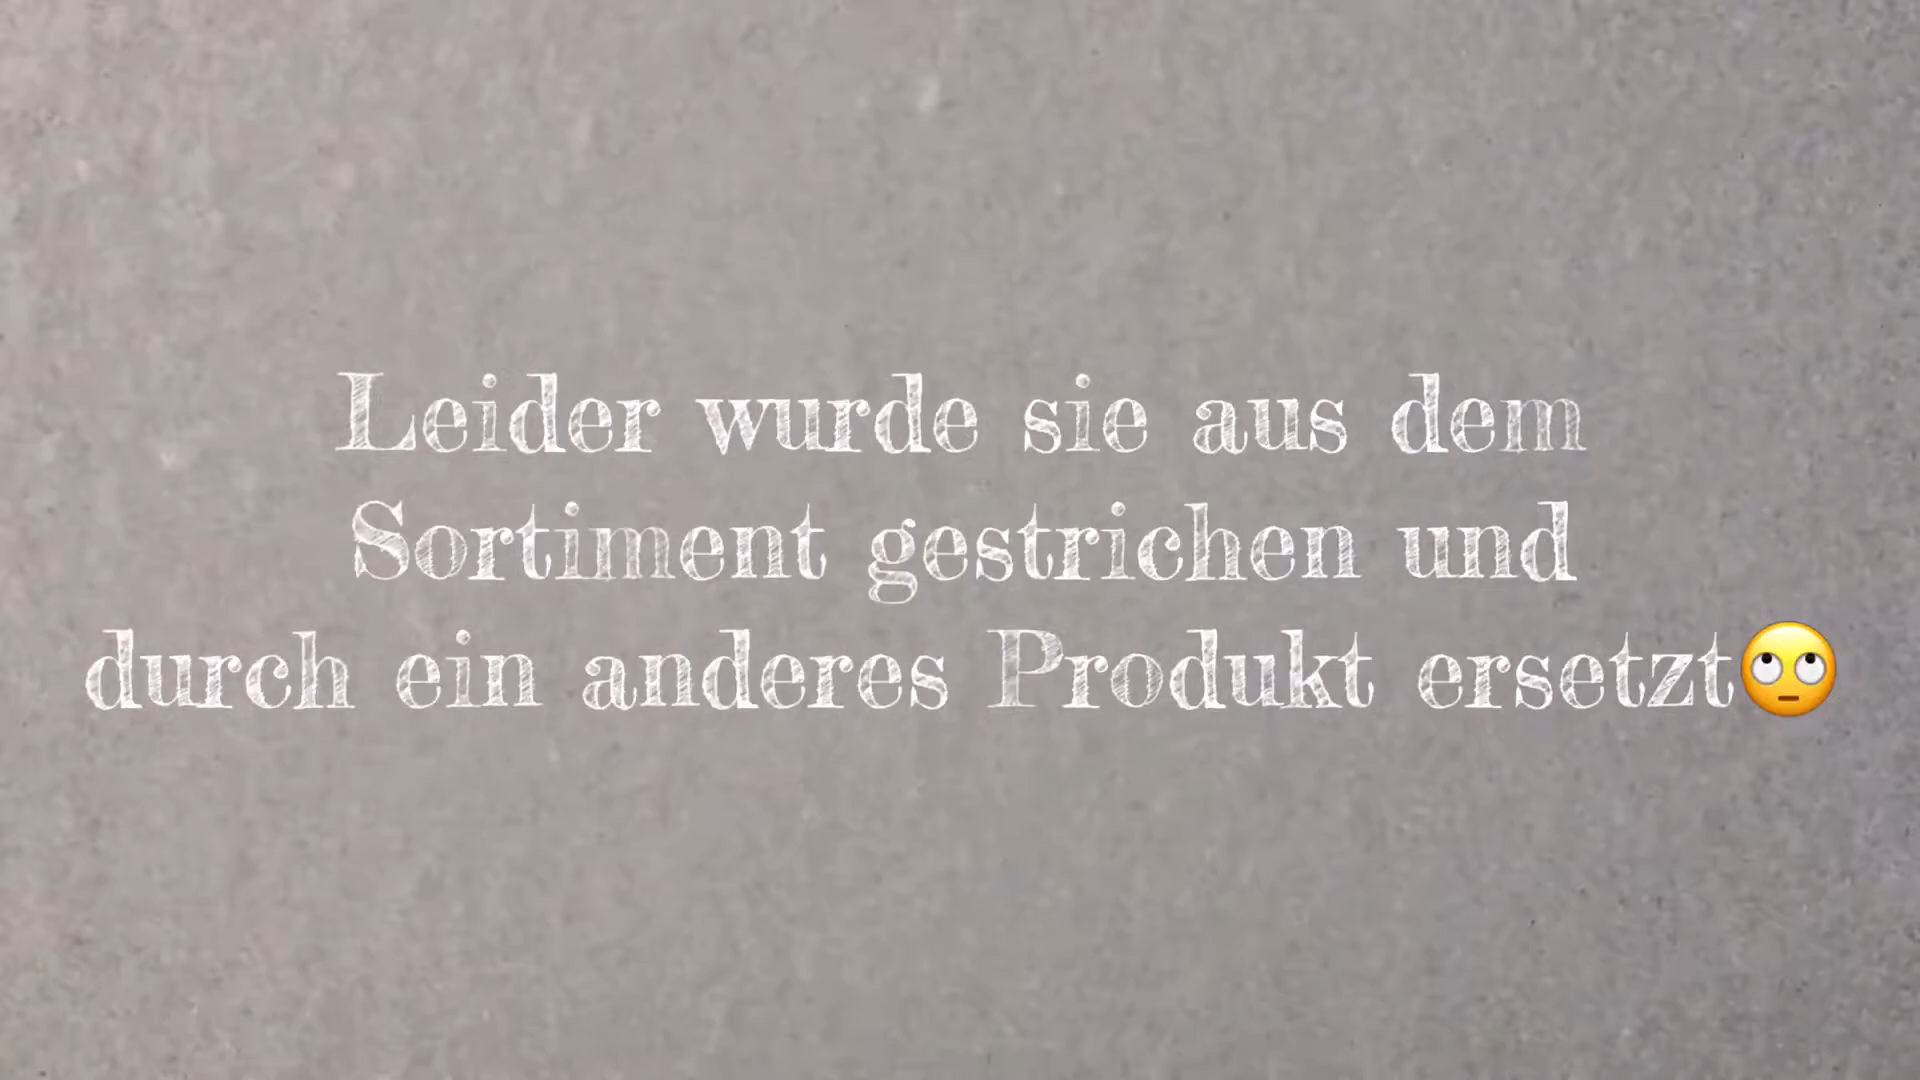 Leider wurde sie aus dem
Sortiment gestrichen und
durch ein anderes Produkt ersetzt🙄